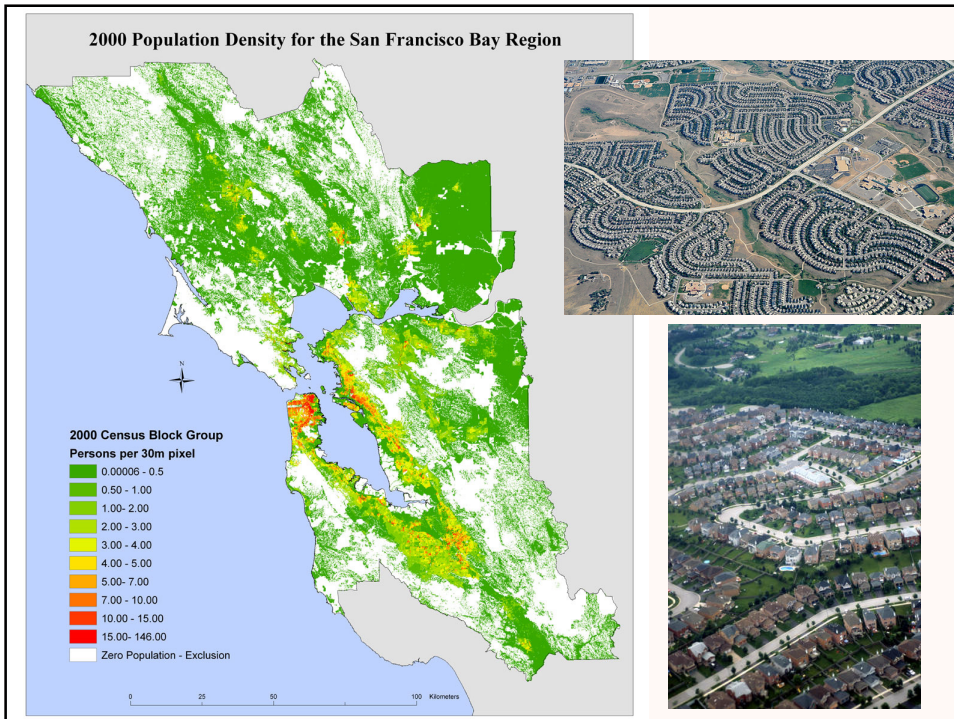 2000 Population Density for the San Francisco Bay Region
N
2000 Census Block Group
Persons per 30m pixel
0.00006 - 0.5
0.50 - 1.00
1.00- 2.00
2.00 - 3.00
3.00 - 4.00
4.00 - 5.00
5.00- 7.00
7.00 - 10.00
10.00 - 15.00
15.00- 146.00
Zero Population - Exclusion
0 25 50 100 Kilometers